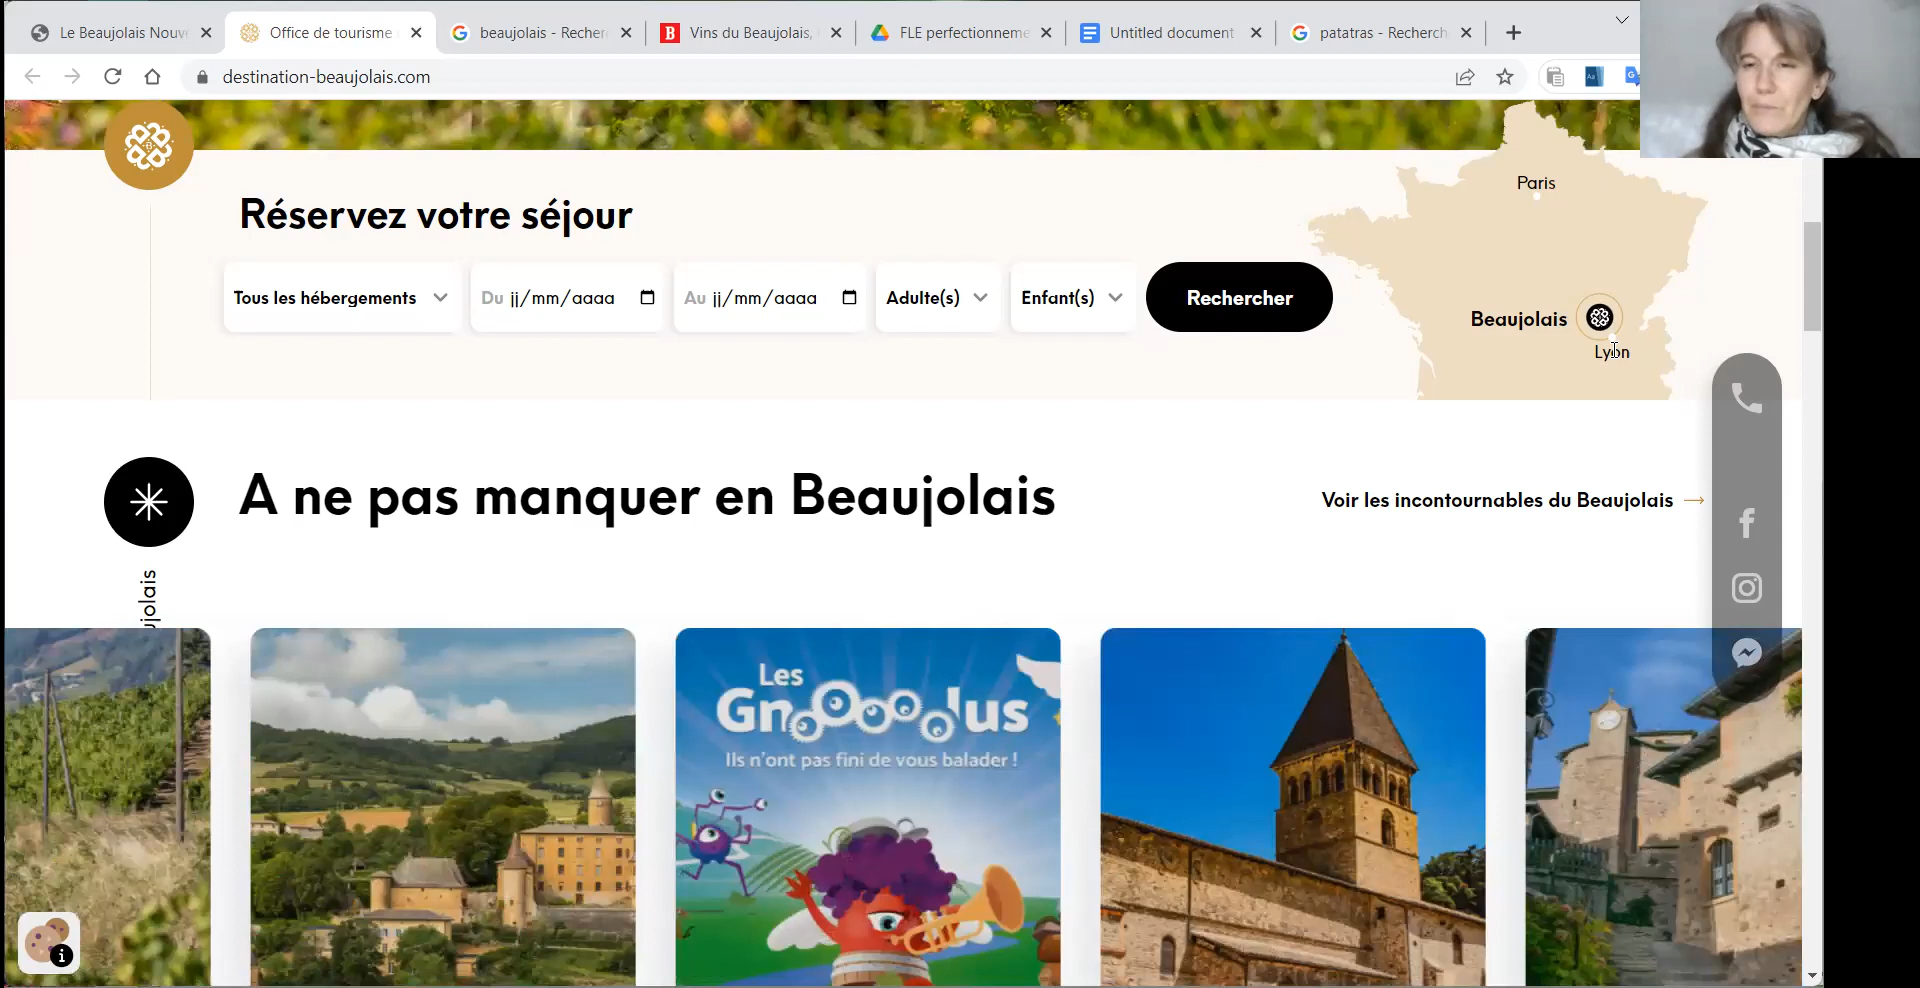 Le Beaujolais Nouv
Office de tourisme
beaujolais - Recher
Vins du Beaujolais,
FLE perfectionneme
Untitled document
patatras - Recherch
destination-beaujolais.com
Paris
Réservez votre séjour
Tous les hébergements
Du jj/mm/aaaa
Au jj/mm/aaaa
Adulte(s)
Enfant(s)
Rechercher
Beaujolais
Lyon
A ne pas manquer en Beaujolais
Voir les incontournables du Beaujolais →
ujolais
Les
Gnooolus
Ils n'ont pas fini de vous balader !